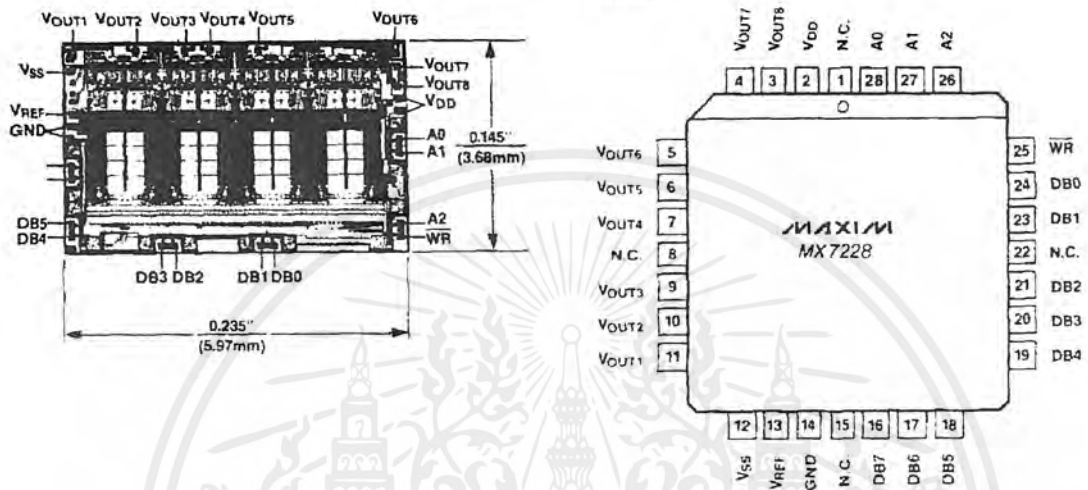 VOUT1 VOUT2 VOUT3 VOUT4 VOUT5 VOUT6
VSS
VREF
GND
DB5
DB4
VOUT7
VOUT8
VDD
A0
A1
A2
WR
DB3 DB2 DB1 DB0
0.145"
(3.68mm)
0.235"
(5.97mm)
VOUT7 VOUT8 VDD N.C. A0 A1 A2
4 3 2 1 28 27 26
VOUT6 5
VOUT5 6
VOUT4 7
N.C. 8
VOUT3 9
VOUT2 10
VOUT1 11
MAXIM
MX7228
25 WR
24 DB0
23 DB1
22 N.C.
21 DB2
20 DB3
19 DB4
12 13 14 15 16 17 18
VSS VREF GND N.C. DB7 DB6 DB5